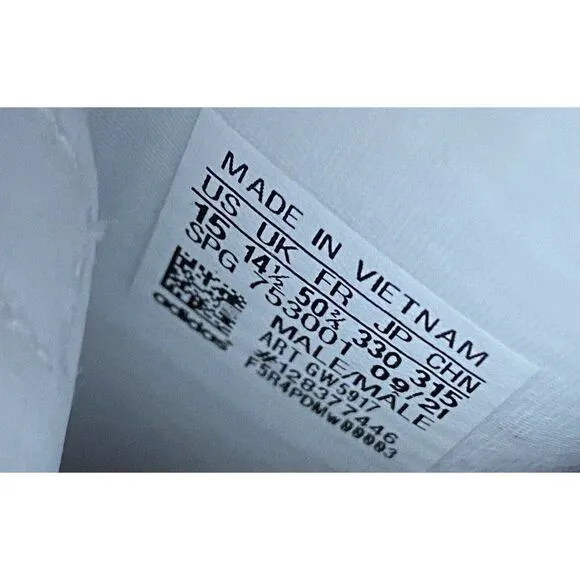 MADE IN VIETNAM
US UK FR JP CHN
15 14½ 50⅔ 330 315
SPG 753001 09/21
MALE/MALE
ART GW5917
#128377446
F5R4PDMW00003
adidas